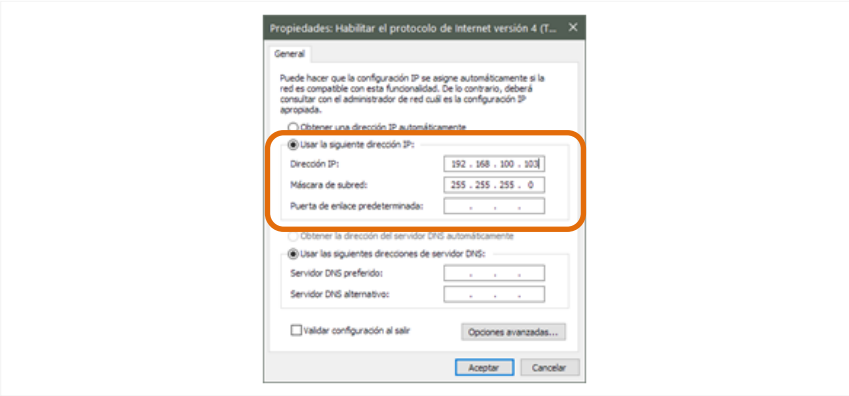 Propiedades: Habilitar el protocolo de Internet versión 4 (T...
General
Puede hacer que la configuración IP se asigne automáticamente si la
red es compatible con esta funcionalidad. De lo contrario, deberá
consultar con el administrador de red cuál es la configuración IP
apropiada.
Obtener una dirección IP automáticamente
Usar la siguiente dirección IP:
Dirección IP: 192 . 168 . 100 . 103
Máscara de subred: 255 . 255 . 255 . 0
Puerta de enlace predeterminada: . . .
Obtener la dirección del servidor DNS automáticamente
Usar las siguientes direcciones de servidor DNS:
Servidor DNS preferido: . . .
Servidor DNS alternativo: . . .
Validar configuración al salir
Opciones avanzadas...
Aceptar Cancelar